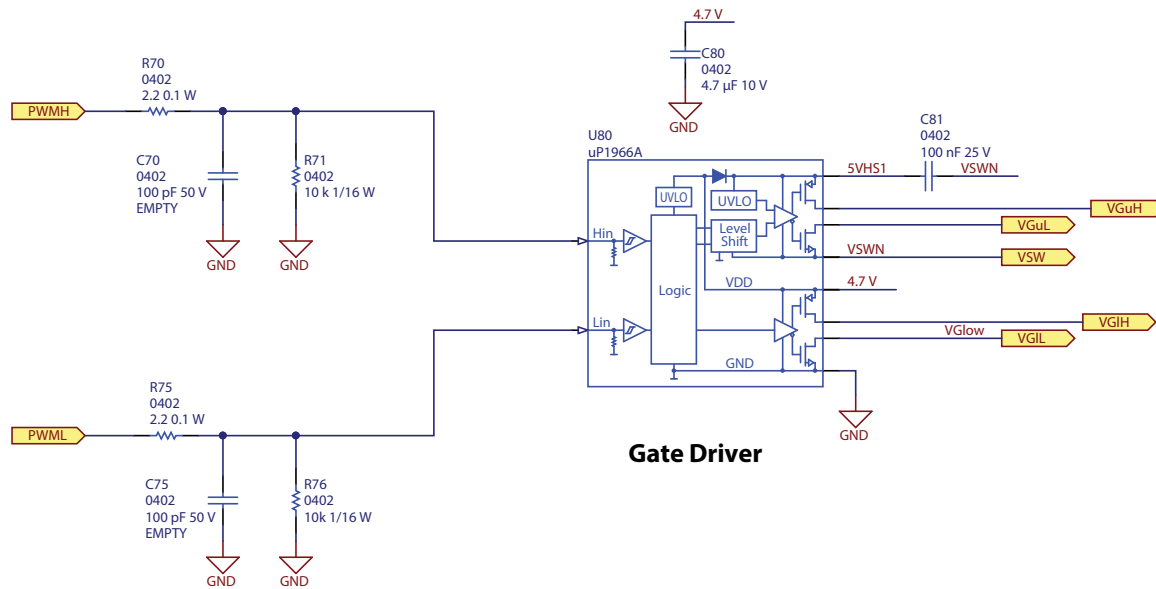 4.7 V
C80
0402
4.7 µF 10 V
GND
R70
0402
2.2 0.1 W
PWMH
C70
0402
100 pF 50 V
EMPTY
R71
0402
10 k 1/16 W
GND
GND
U80
uP1966A
C81
0402
100 nF 25 V
5VHS1
VSWN
UVLO
UVLO
VGuH
Hin
Level
Shift
VGuL
VSWN
VSW
VDD
4.7 V
Logic
Lin
VGIH
VGlow
VGIL
GND
GND
R75
0402
2.2 0.1 W
PWML
Gate Driver
C75
0402
100 pF 50 V
EMPTY
R76
0402
10k 1/16 W
GND
GND